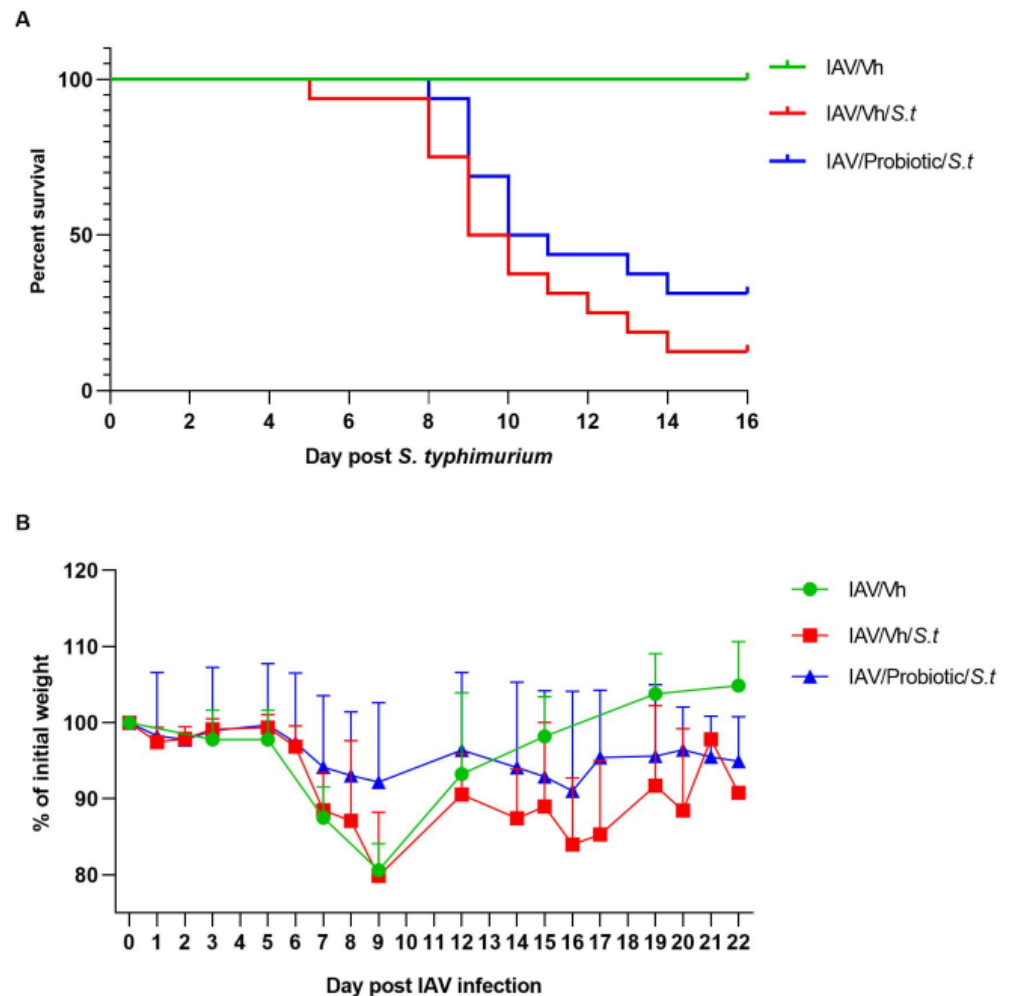 A
100
50
0
Percent survival
0 2 4 6 8 10 12 14 16
Day post S. typhimurium
IAV/Vh
IAV/Vh/S.t
IAV/Probiotic/S.t
B
120
110
100
90
80
% of initial weight
0 1 2 3 4 5 6 7 8 9 10 11 12 13 14 15 16 17 18 19 20 21 22
Day post IAV infection
IAV/Vh
IAV/Vh/S.t
IAV/Probiotic/S.t